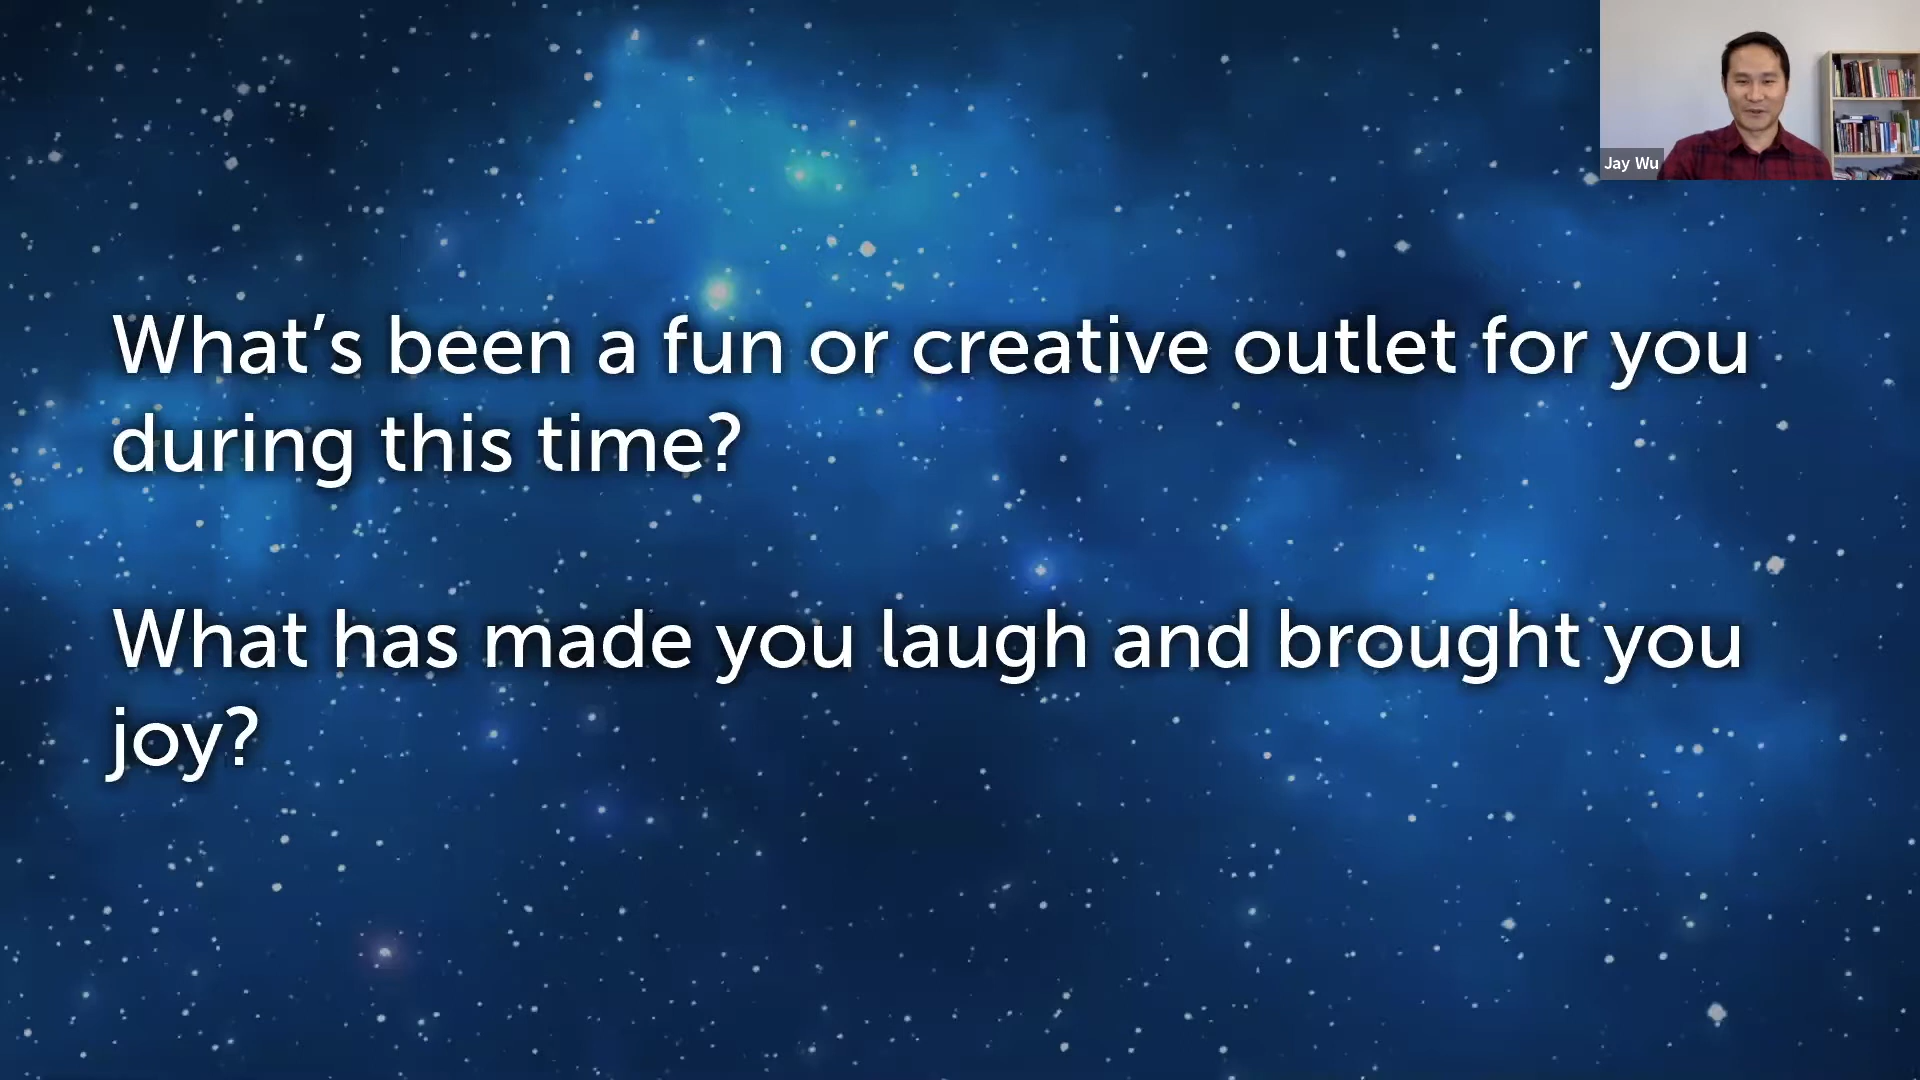 Jay Wu
What’s been a fun or creative outlet for you
during this time?
What has made you laugh and brought you
joy?